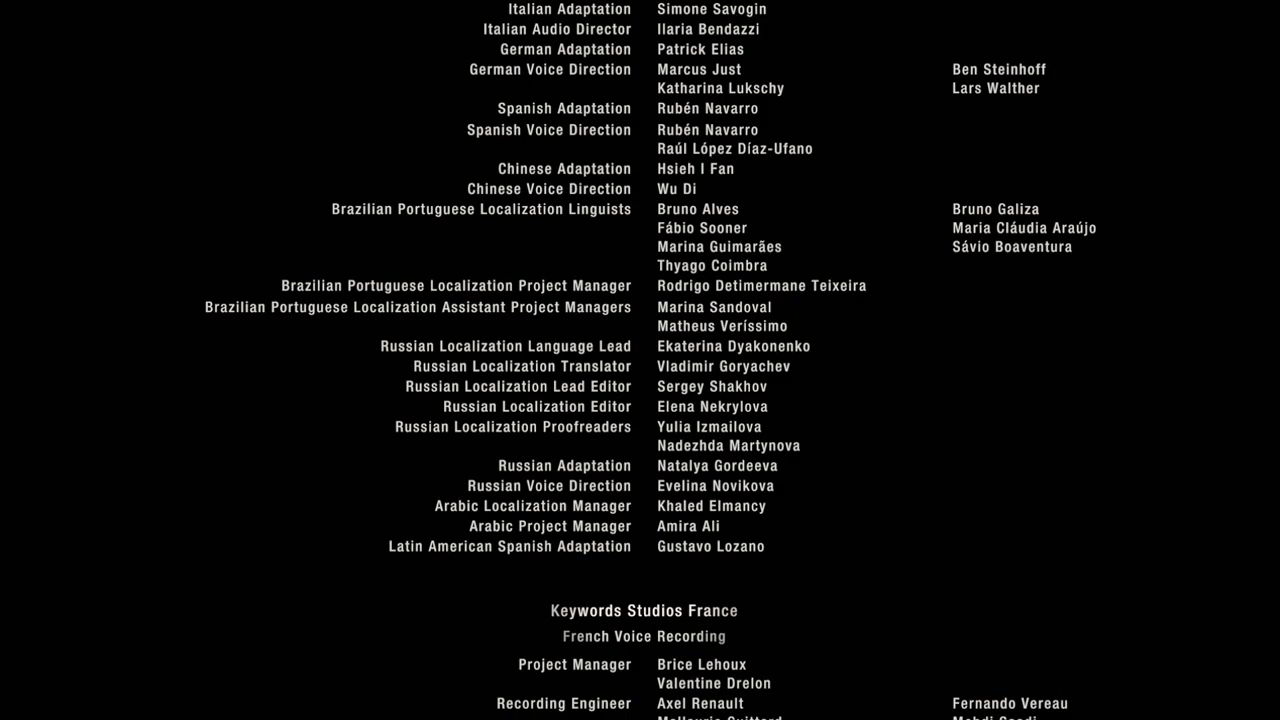 Italian Adaptation Simone Savogin
Italian Audio Director Ilaria Bendazzi
German Adaptation Patrick Elias
German Voice Direction Marcus Just Ben Steinhoff
Katharina Lukschy Lars Walther
Spanish Adaptation Rubén Navarro
Spanish Voice Direction Rubén Navarro
Raúl López Díaz-Ufano
Chinese Adaptation Hsieh I Fan
Chinese Voice Direction Wu Di
Brazilian Portuguese Localization Linguists Bruno Alves Bruno Galiza
Fábio Sooner Maria Cláudia Araújo
Marina Guimarães Sávio Boaventura
Thyago Coimbra
Brazilian Portuguese Localization Project Manager Rodrigo Detimermane Teixeira
Brazilian Portuguese Localization Assistant Project Managers Marina Sandoval
Matheus Veríssimo
Russian Localization Language Lead Ekaterina Dyakonenko
Russian Localization Translator Vladimir Goryachev
Russian Localization Lead Editor Sergey Shakhov
Russian Localization Editor Elena Nekrylova
Russian Localization Proofreaders Yulia Izmailova
Nadezhda Martynova
Russian Adaptation Natalya Gordeeva
Russian Voice Direction Evelina Novikova
Arabic Localization Manager Khaled Elmancy
Arabic Project Manager Amira Ali
Latin American Spanish Adaptation Gustavo Lozano
Keywords Studios France
French Voice Recording
Project Manager Brice Lehoux
Valentine Drelon
Recording Engineer Axel Renault Fernando Vereau